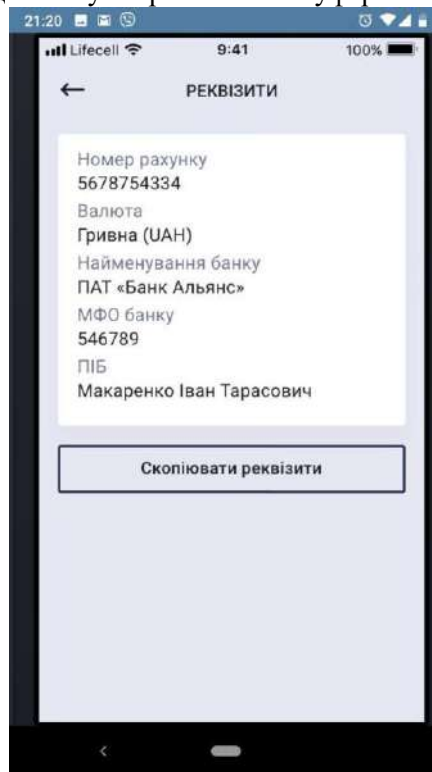 21:20
Lifecell 9:41 100%
РЕКВІЗИТИ
Номер рахунку
5678754334
Валюта
Гривна (UAH)
Найменування банку
ПАТ «Банк Альянс»
МФО банку
546789
ПІБ
Макаренко Іван Тарасович
Скопіювати реквізити